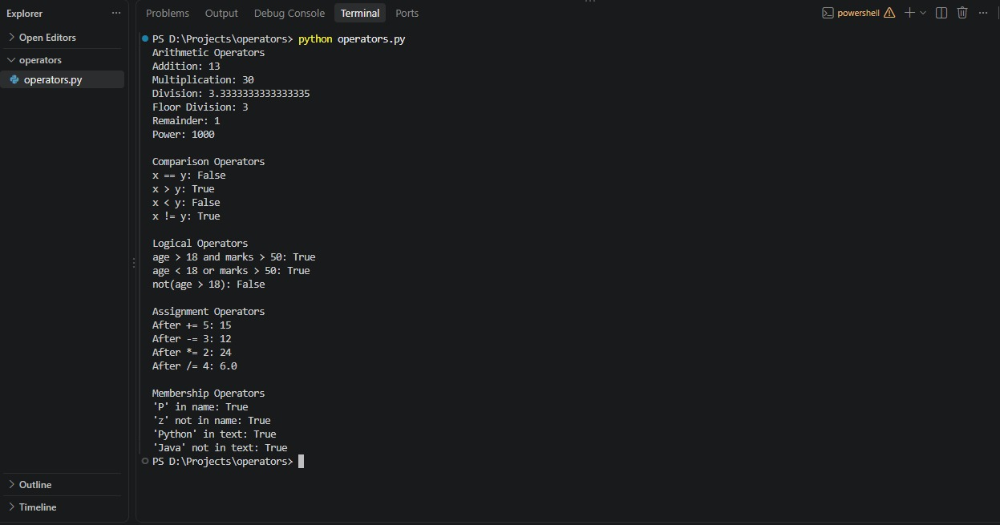 Explorer
Open Editors
operators
operators.py
Outline
Timeline
Problems Output Debug Console Terminal Ports
powershell
PS D:\Projects\operators> python operators.py
Arithmetic Operators
Addition: 13
Multiplication: 30
Division: 3.3333333333333335
Floor Division: 3
Remainder: 1
Power: 1000
Comparison Operators
x == y: False
x > y: True
x < y: False
x != y: True
Logical Operators
age > 18 and marks > 50: True
age < 18 or marks > 50: True
not(age > 18): False
Assignment Operators
After += 5: 15
After -= 3: 12
After *= 2: 24
After /= 4: 6.0
Membership Operators
'P' in name: True
'z' not in name: True
'Python' in text: True
'Java' not in text: True
PS D:\Projects\operators>